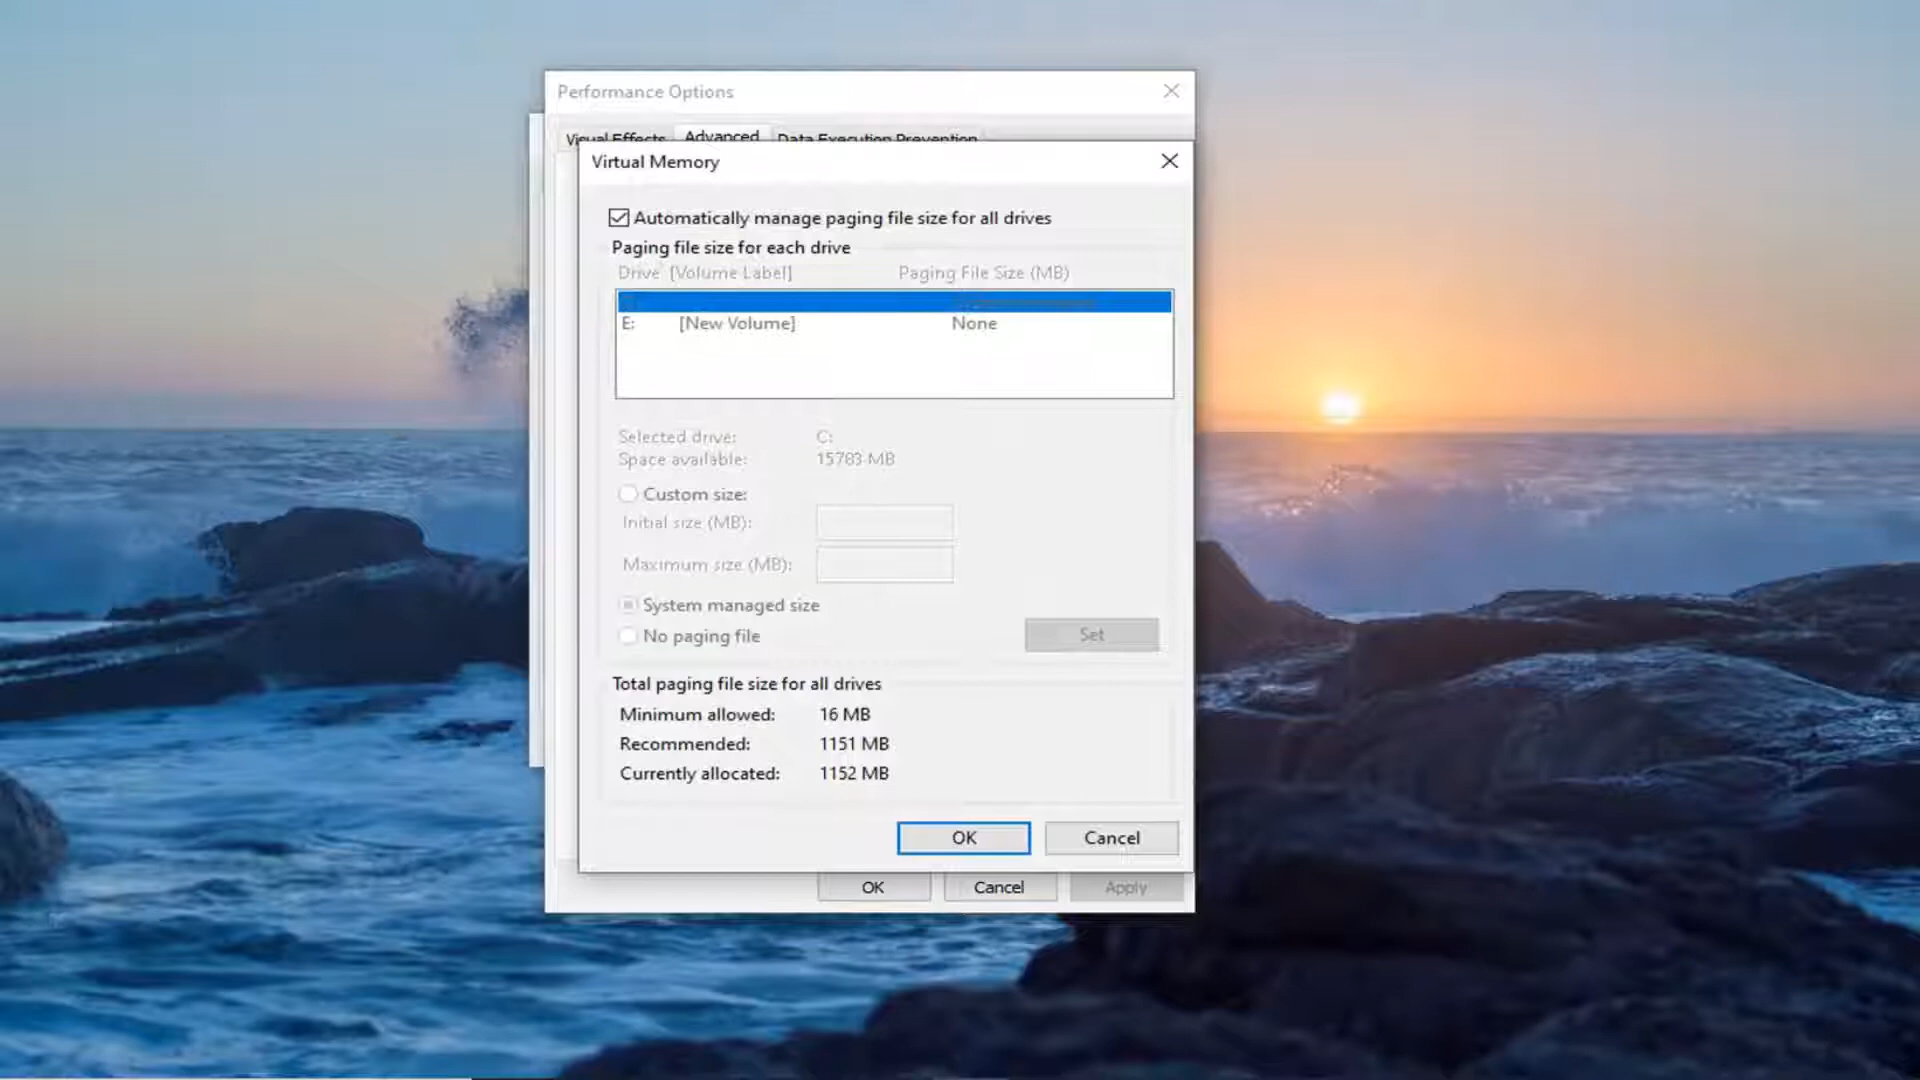 Performance Options
Visual Effects Advanced Data Execution Prevention
Virtual Memory
Automatically manage paging file size for all drives
Paging file size for each drive
Drive [Volume Label] Paging File Size (MB)
E: [New Volume] None
Selected drive: C:
Space available: 15783 MB
Custom size:
Initial size (MB):
Maximum size (MB):
System managed size
No paging file Set
Total paging file size for all drives
Minimum allowed: 16 MB
Recommended: 1151 MB
Currently allocated: 1152 MB
OK Cancel
OK Cancel Apply